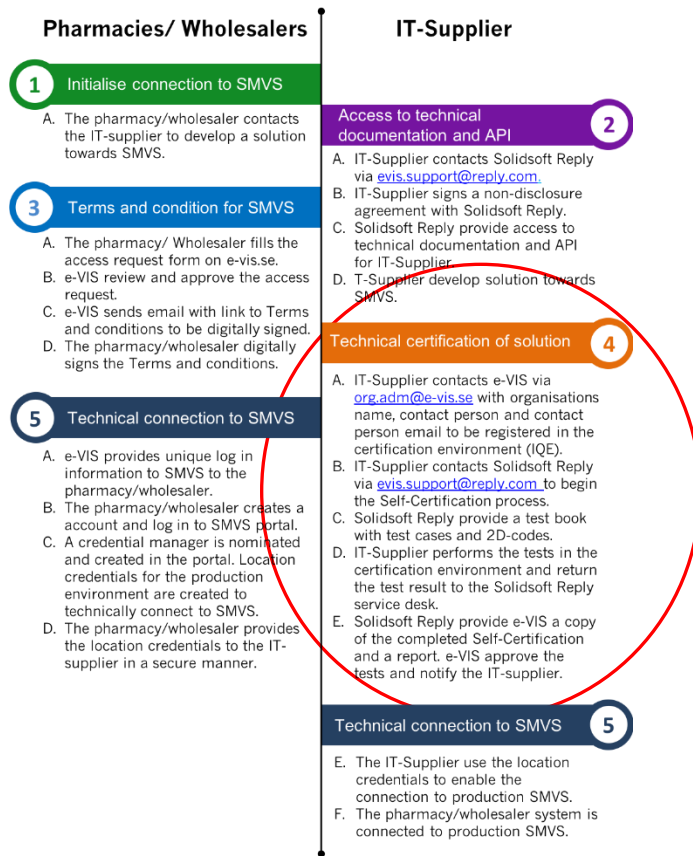 Pharmacies/ Wholesalers
1
Initialise connection to SMVS
A. The pharmacy/wholesaler contacts
the IT-supplier to develop a solution
towards SMVS.
3
Terms and condition for SMVS
A. The pharmacy/ Wholesaler fills the
access request form on e-vis.se.
B. e-VIS review and approve the access
request.
C. e-VIS sends email with link to Terms
and conditions to be digitally signed.
D. The pharmacy/wholesaler digitally
signs the Terms and conditions.
5
Technical connection to SMVS
A. e-VIS provides unique log in
information to SMVS to the
pharmacy/wholesaler.
B. The pharmacy/wholesaler creates a
account and log in to SMVS portal.
C. A credential manager is nominated
and created in the portal. Location
credentials for the production
environment are created to
technically connect to SMVS.
D. The pharmacy/wholesaler provides
the location credentials to the IT-
supplier in a secure manner.
IT-Supplier
Access to technical
documentation and API
2
A. IT-Supplier contacts Solidsoft Reply
via evis.support@reply.com.
B. IT-Supplier signs a non-disclosure
agreement with Solidsoft Reply.
C. Solidsoft Reply provide access to
technical documentation and API
for IT-Supplier.
D. T-Supplier develop solution towards
SMVS.
Technical certification of solution
4
A. IT-Supplier contacts e-VIS via
org.adm@e-vis.se with organisations
name, contact person and contact
person email to be registered in the
certification environment (IQE).
B. IT-Supplier contacts Solidsoft Reply
via evis.support@reply.com to begin
the Self-Certification process.
C. Solidsoft Reply provide a test book
with test cases and 2D-codes.
D. IT-Supplier performs the tests in the
certification environment and return
the test result to the Solidsoft Reply
service desk.
E. Solidsoft Reply provide e-VIS a copy
of the completed Self-Certification
and a report. e-VIS approve the
tests and notify the IT-supplier.
Technical connection to SMVS
5
E. The IT-Supplier use the location
credentials to enable the
connection to production SMVS.
F. The pharmacy/wholesaler system is
connected to production SMVS.